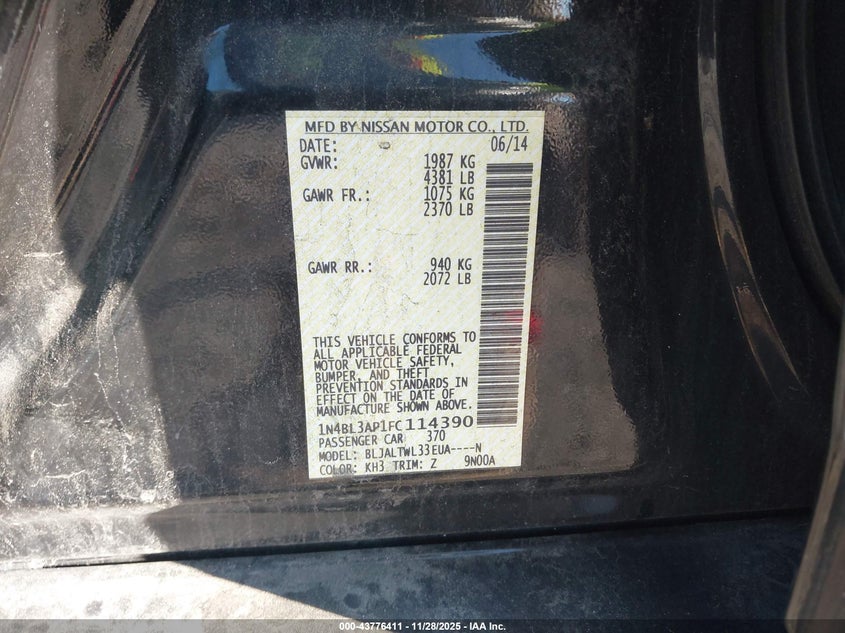 MFD BY NISSAN MOTOR CO., LTD.
DATE: 06/14
GVWR: 1987 KG
4381 LB
GAWR FR.: 1075 KG
2370 LB
GAWR RR.: 940 KG
2072 LB
THIS VEHICLE CONFORMS TO
ALL APPLICABLE FEDERAL
MOTOR VEHICLE SAFETY,
BUMPER, AND THEFT
PREVENTION STANDARDS IN
EFFECT ON THE DATE OF
MANUFACTURE SHOWN ABOVE.
1N4BL3AP1FC114390
PASSENGER CAR 370
MODEL: BLJALTWL33EUA----N
COLOR: KH3 TRIM: Z 9N00A
000-43776411 | 11/28/2025 - IAA Inc.